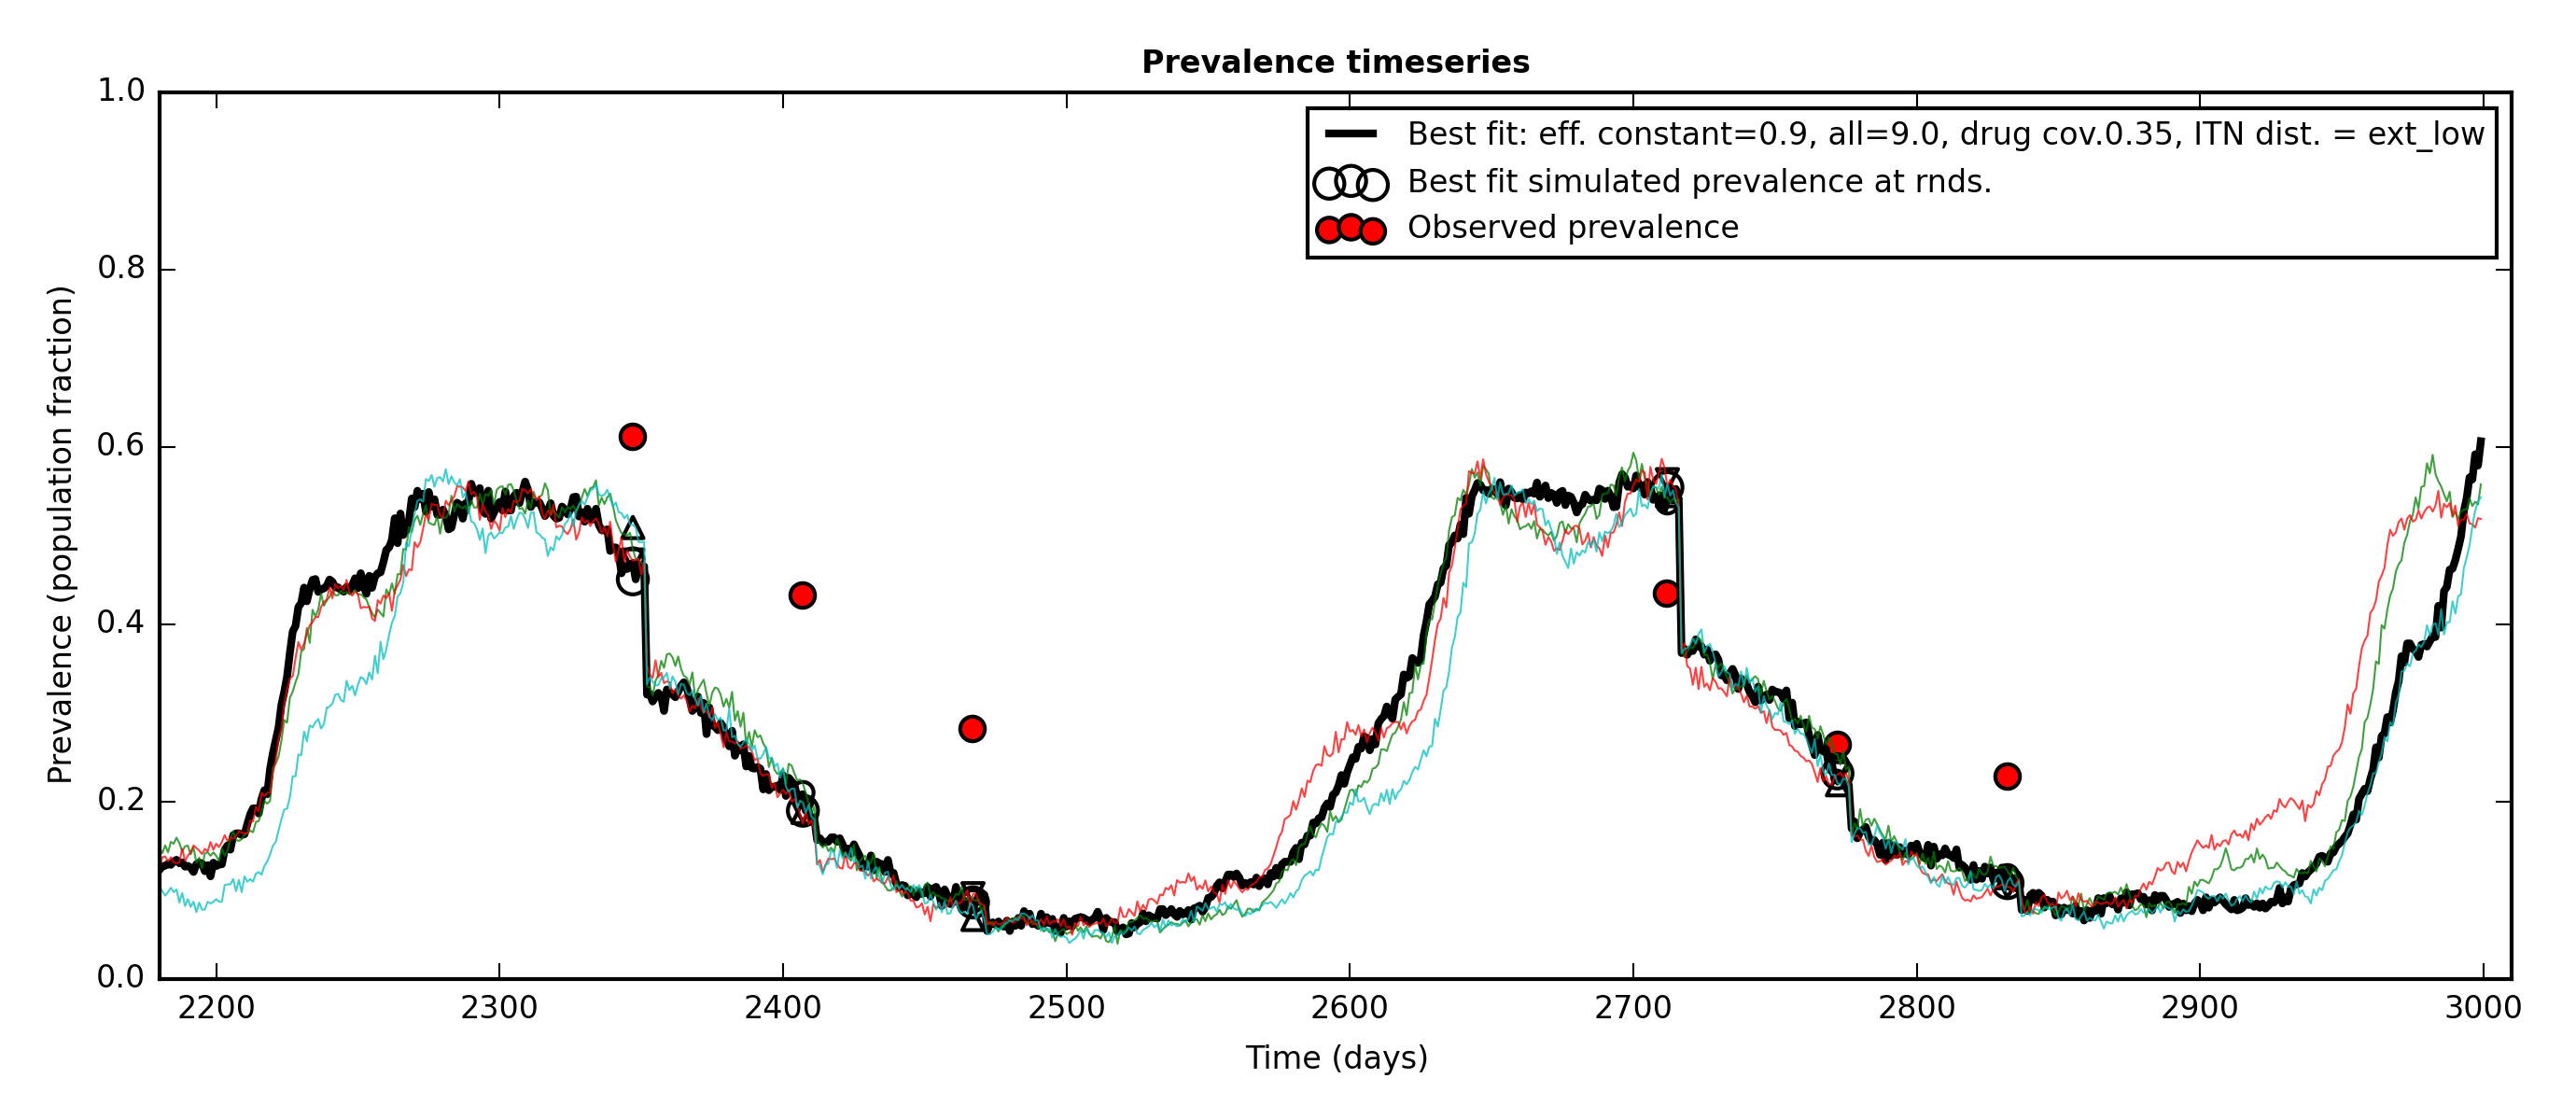 Prevalence timeseries
1.0
0.8
0.6
0.4
0.2
0.0
Prevalence (population fraction)
Best fit: eff. constant=0.9, all=9.0, drug cov.0.35, ITN dist. = ext_low
Best fit simulated prevalence at rnds.
Observed prevalence
2200 2300 2400 2500 2600 2700 2800 2900 3000
Time (days)